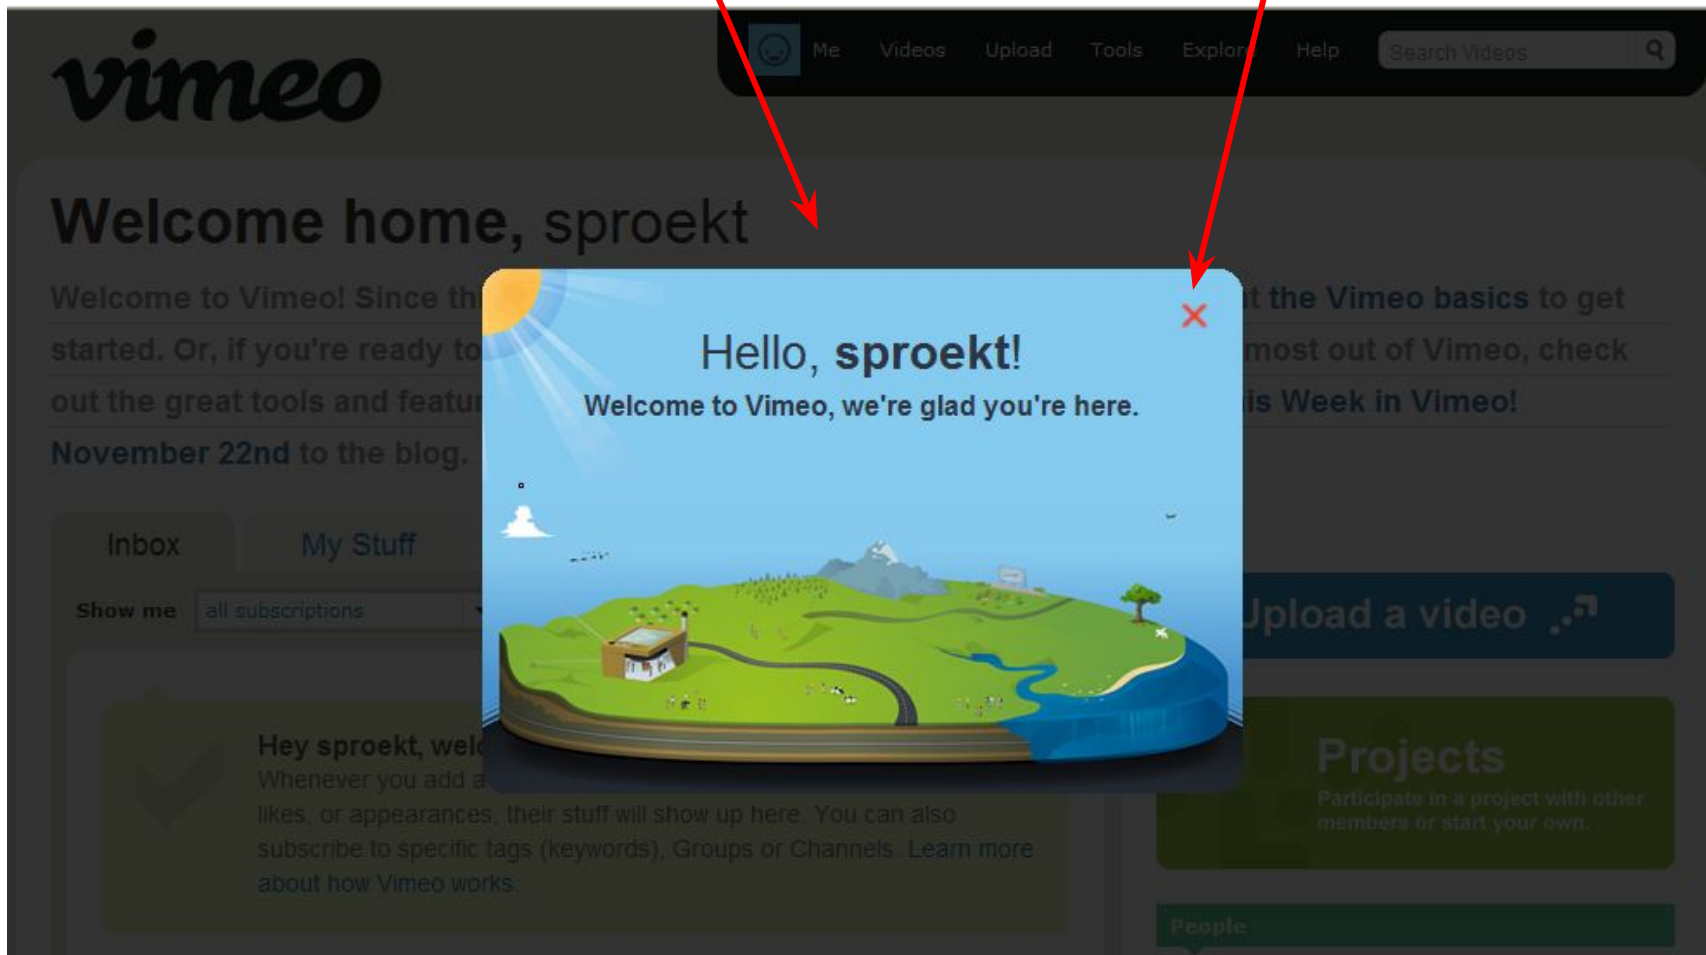 vimeo
Me Videos Upload Tools Explore Help Search Videos
Welcome home, sproekt
Welcome to Vimeo! Since th t the Vimeo basics to get
started. Or, if you're ready to most out of Vimeo, check
out the great tools and featur is Week in Vimeo!
November 22nd to the blog.
Hello, sproekt!
Welcome to Vimeo, we're glad you're here.
Inbox My Stuff
Show me all subscriptions
Upload a video
Hey sproekt, welc
Whenever you add a
likes, or appearances, their stuff will show up here. You can also
subscribe to specific tags (keywords), Groups or Channels. Learn more
about how Vimeo works.
Projects
Participate in a project with other
members or start your own.
People